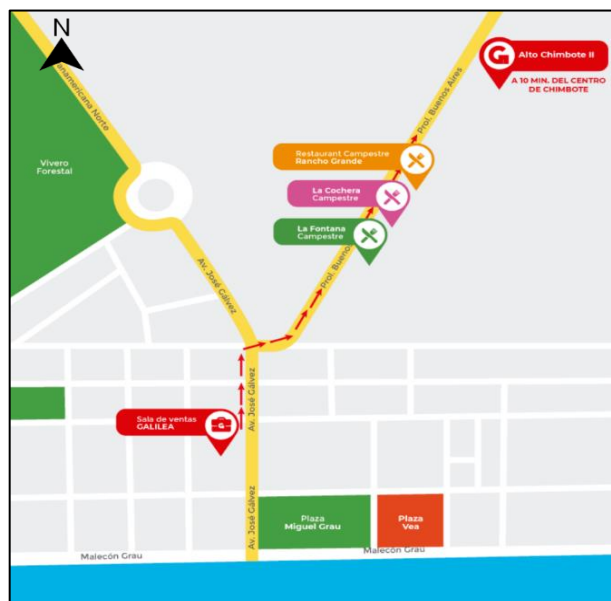 N
G Alto Chimbote II
A 10 MIN. DEL CENTRO
DE CHIMBOTE
Panamericana Norte
Prol. Buenos Aires
Restaurant Campestre
Rancho Grande
Vivero
Forestal
La Cochera
Campestre
La Fontana
Campestre
Prol. Buenos
Av. José Gálvez
Av. José Gálvez
Sala de ventas
GALILEA
G
Av. José Gálvez
Plaza
Miguel Grau
Plaza
Vea
Malecón Grau
Malecón Grau